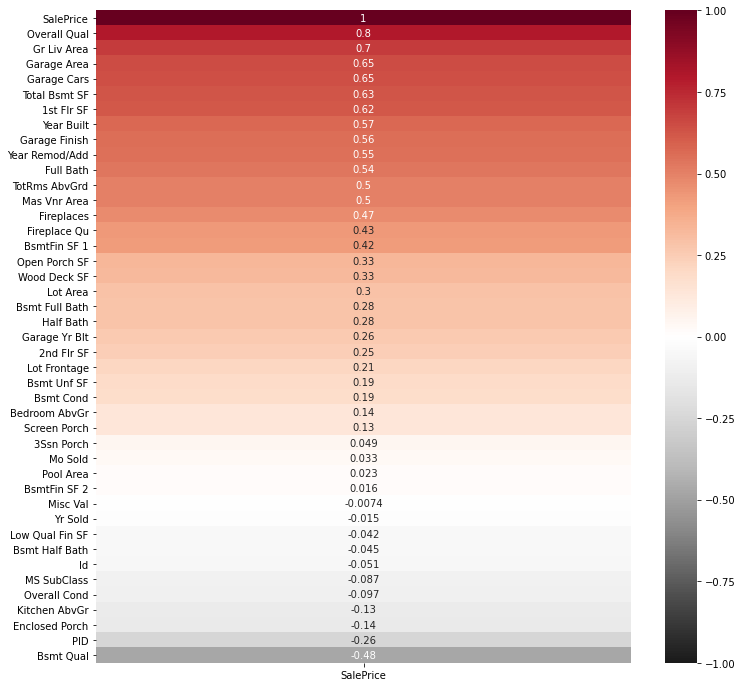 SalePrice 1
Overall Qual 0.8
Gr Liv Area 0.7
Garage Area 0.65
Garage Cars 0.65
Total Bsmt SF 0.63
1st Flr SF 0.62
Year Built 0.57
Garage Finish 0.56
Year Remod/Add 0.55
Full Bath 0.54
TotRms AbvGrd 0.5
Mas Vnr Area 0.5
Fireplaces 0.47
Fireplace Qu 0.43
BsmtFin SF 1 0.42
Open Porch SF 0.33
Wood Deck SF 0.33
Lot Area 0.3
Bsmt Full Bath 0.28
Half Bath 0.28
Garage Yr Blt 0.26
2nd Flr SF 0.25
Lot Frontage 0.21
Bsmt Unf SF 0.19
Bsmt Cond 0.19
Bedroom AbvGr 0.14
Screen Porch 0.13
3Ssn Porch 0.049
Mo Sold 0.033
Pool Area 0.023
BsmtFin SF 2 0.016
Misc Val -0.0074
Yr Sold -0.015
Low Qual Fin SF -0.042
Bsmt Half Bath -0.045
Id -0.051
MS SubClass -0.087
Overall Cond -0.097
Kitchen AbvGr -0.13
Enclosed Porch -0.14
PID -0.26
Bsmt Qual -0.48
SalePrice
1.00
0.75
0.50
0.25
0.00
−0.25
−0.50
−0.75
−1.00